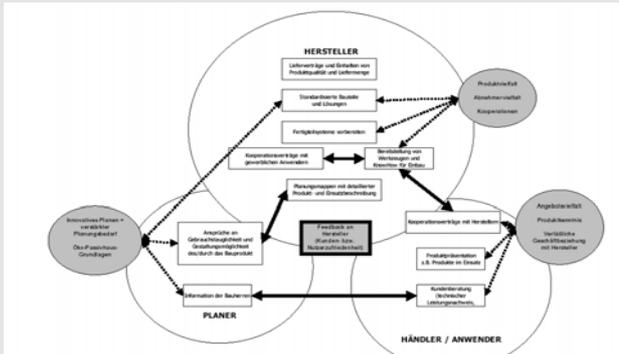 HERSTELLER
Lieferverträge und Einhalten von
Produktqualität und Liefermenge
Standardisierte Bauteile
und Lösungen
Fertigteilsysteme vorbereiten
Kooperationsverträge mit
gewerblichen Anwendern
Bereitstellung von
Werkzeugen und
KnowHow für Einbau
Planungsmappen mit detaillierter
Produkt- und Einsatzbeschreibung
Produktvielfalt
Abnehmervielfalt
Kooperationen
Innovatives Planen =
verstärkter
Planungsbedarf
Öko-Passivhaus-
Grundlagen
Ansprüche an
Gebrauchstauglichkeit und
Gestaltungsmöglichkeit
des/durch das Bauprodukt
Feedback an
Hersteller
(Kunden bzw.
Nutzerzufriedenheit)
Kooperationsverträge mit Herstellern
Angebotsvielfalt
Produktkenntnis
Verläßliche
Geschäftsbeziehung
mit Hersteller
Produktpräsentation
z.B. Produkte im Einsatz
Information der Bauherren
Kundenberatung
(technischer
Leistungsnachweis,
PLANER
HÄNDLER / ANWENDER